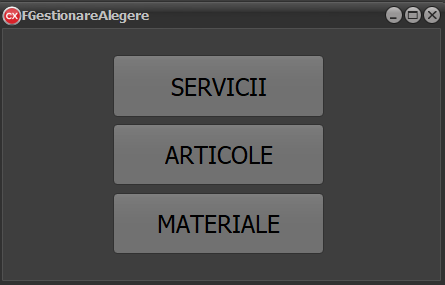 CX FGestionareAlegere
SERVICII
ARTICOLE
MATERIALE